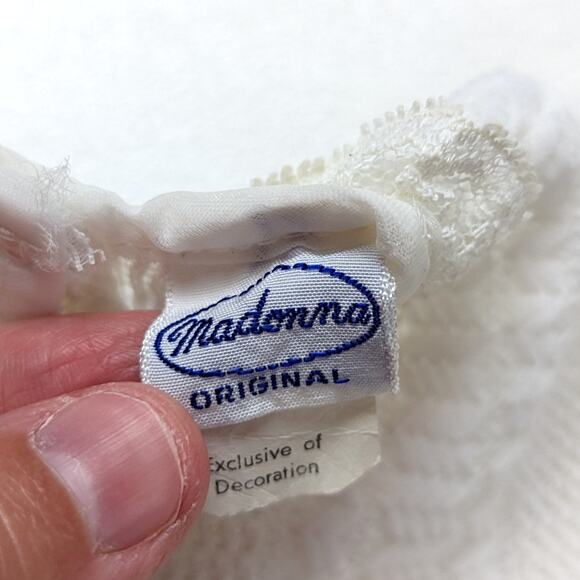 Madonna
ORIGINAL
Exclusive of
Decoration